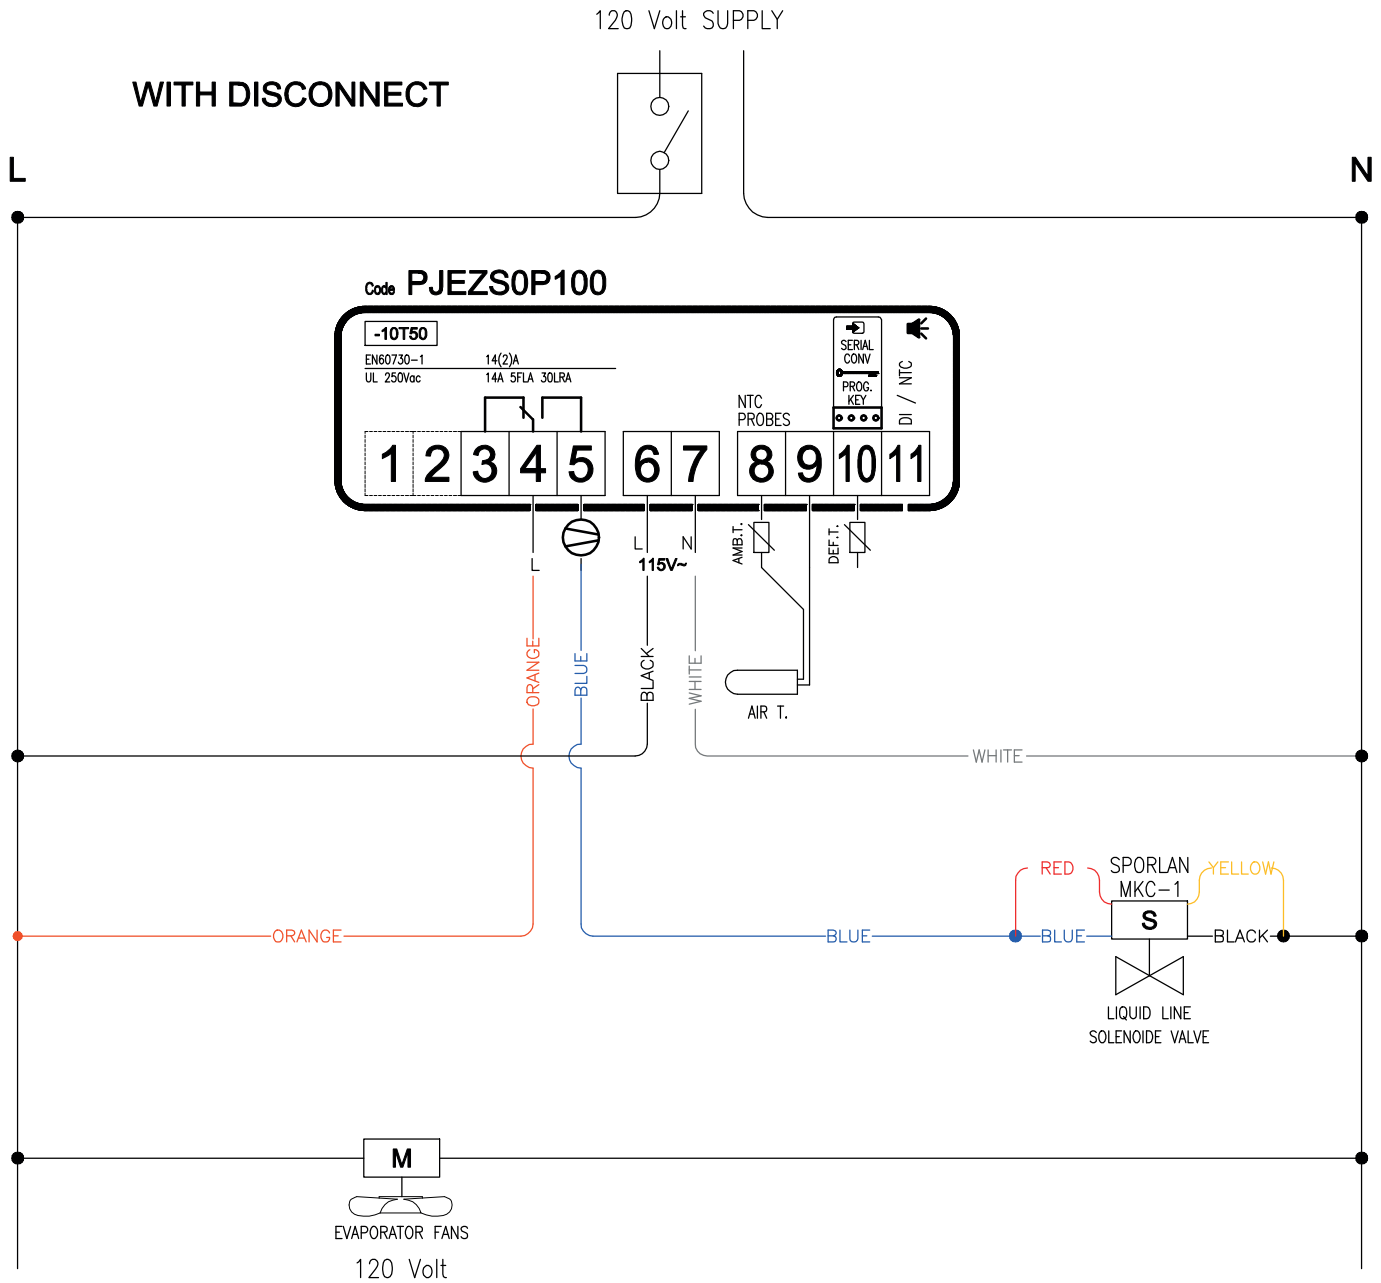 120 Volt SUPPLY
WITH DISCONNECT
L
N
Code PJEZS0P100
-10T50
EN60730-1 14(2)A
UL 250Vac 14A 5FLA 30LRA
SERIAL
CONV
PROG.
KEY
DI / NTC
NTC
PROBES
1 2 3 4 5 6 7 8 9 10 11
L
L N
115V~
AMB.T.
DEF.T.
ORANGE
BLUE
BLACK
WHITE
AIR T.
WHITE
RED
SPORLAN
MKC-1
YELLOW
S
ORANGE
BLUE
BLUE
BLACK
LIQUID LINE
SOLENOIDE VALVE
M
EVAPORATOR FANS
120 Volt